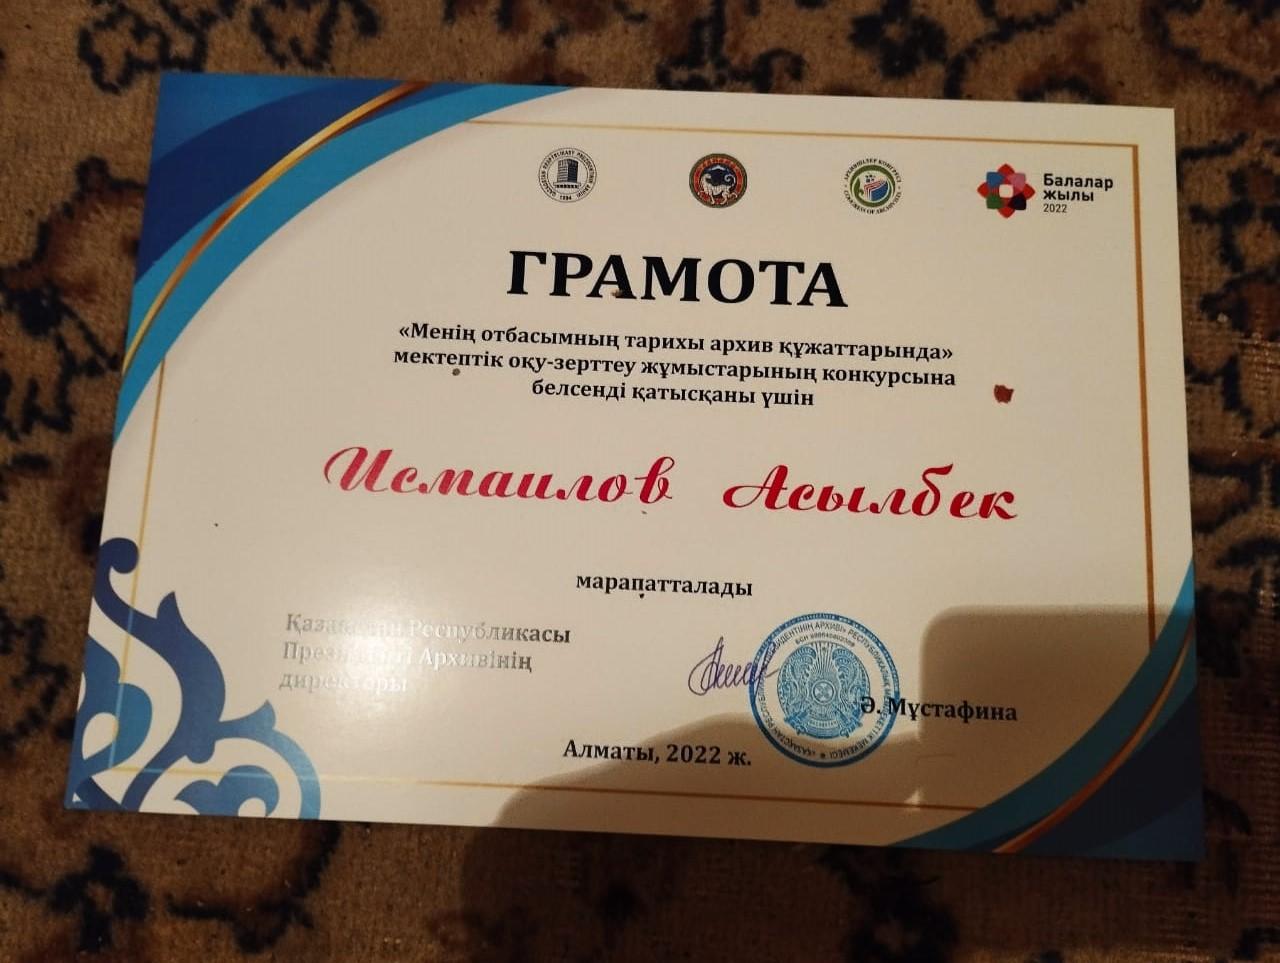 Балалар
жылы
2022
ГРАМОТА
«Менің отбасымның тарихы архив құжаттарында»
мектептік оқу-зерттеу жұмыстарының конкурсына
белсенді қатысқаны үшін
Исмаилов Асылбек
марапатталады
Қазақстан Республикасы
Президенті Архивінің
директоры
Ә. Мұстафина
Алматы, 2022 ж.